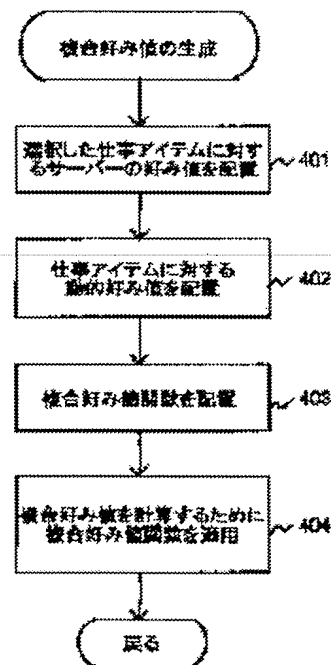 複合好み値の生成
選択した仕事アイテムに対す
るサーバーの好み値を配置
401
仕事アイテムに対する
動的好み値を配置
402
複合好み値関数を配置
403
複合好み値を計算するために
複合好み値関数を適用
404
戻る